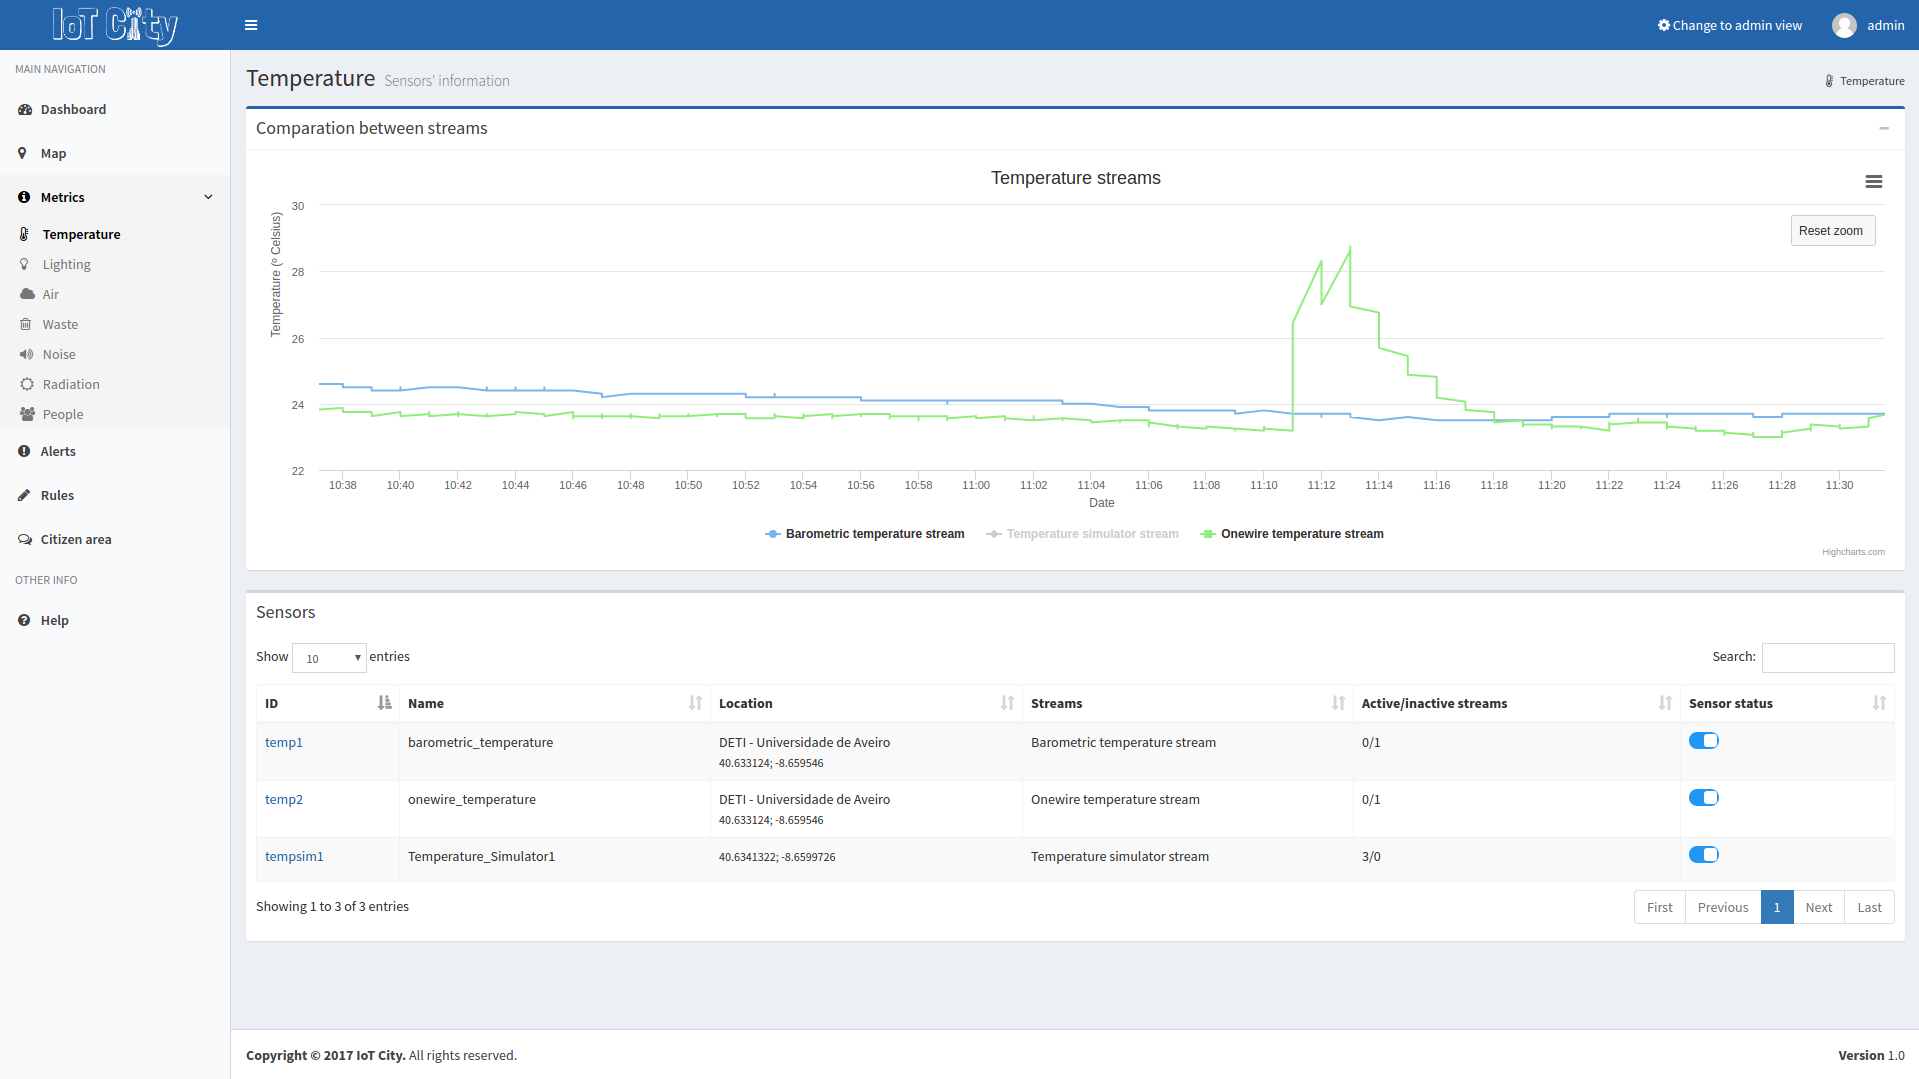 IoT City
Change to admin view
admin
MAIN NAVIGATION
Dashboard
Map
Metrics
Temperature
Lighting
Air
Waste
Noise
Radiation
People
Alerts
Rules
Citizen area
OTHER INFO
Help
Temperature Sensors' information
Temperature
Comparation between streams
Temperature streams
Reset zoom
Temperature (º Celsius)
30
28
26
24
22
10:38 10:40 10:42 10:44 10:46 10:48 10:50 10:52 10:54 10:56 10:58 11:00 11:02 11:04 11:06 11:08 11:10 11:12 11:14 11:16 11:18 11:20 11:22 11:24 11:26 11:28 11:30
Date
Barometric temperature stream Temperature simulator stream Onewire temperature stream
Highcharts.com
Sensors
Show 10 entries
Search:
ID Name Location Streams Active/inactive streams Sensor status
temp1 barometric_temperature DETI - Universidade de Aveiro Barometric temperature stream 0/1
40.633124; -8.659546
temp2 onewire_temperature DETI - Universidade de Aveiro Onewire temperature stream 0/1
40.633124; -8.659546
tempsim1 Temperature_Simulator1 40.6341322; -8.6599726 Temperature simulator stream 3/0
Showing 1 to 3 of 3 entries
First Previous 1 Next Last
Copyright © 2017 IoT City. All rights reserved.
Version 1.0